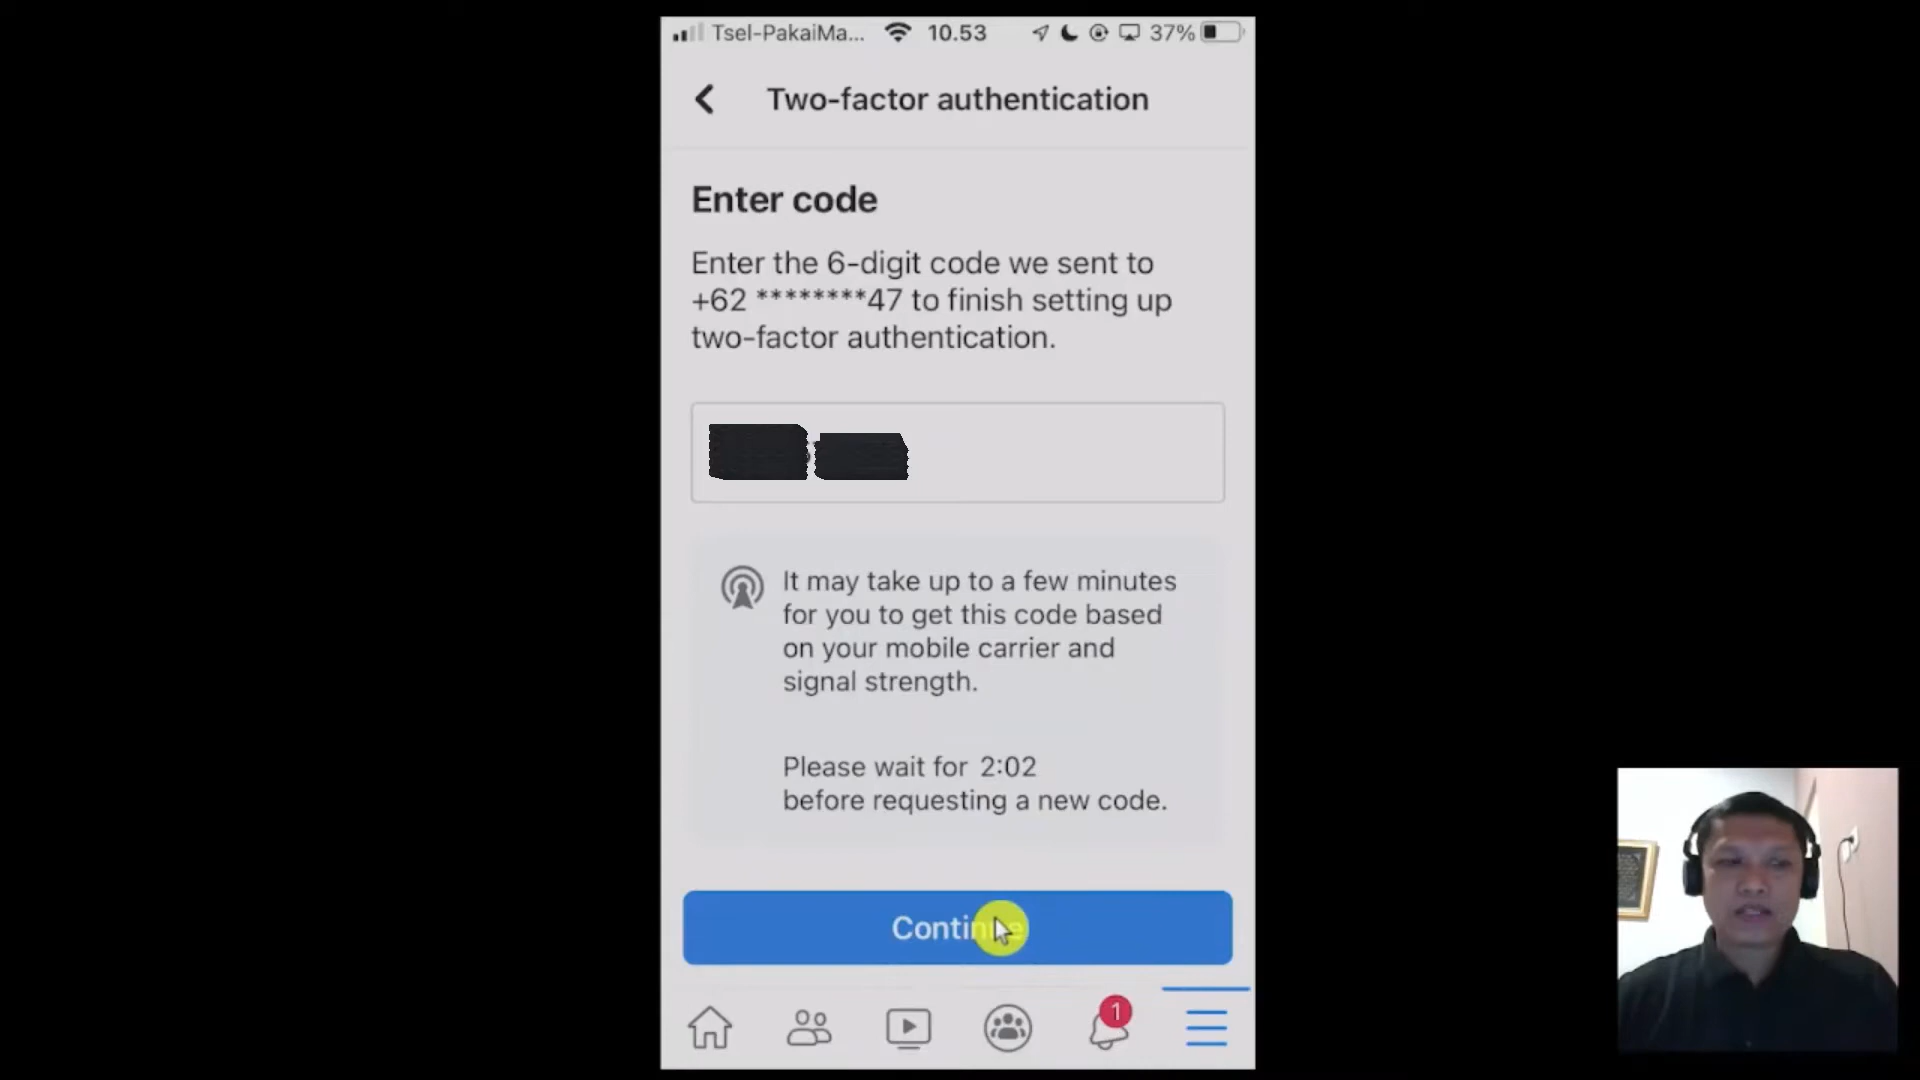 Tsel-PakaiMa... 10.53 37%
Two-factor authentication
Enter code
Enter the 6-digit code we sent to
+62 ********47 to finish setting up
two-factor authentication.
It may take up to a few minutes
for you to get this code based
on your mobile carrier and
signal strength.
Please wait for 2:02
before requesting a new code.
Continue
1